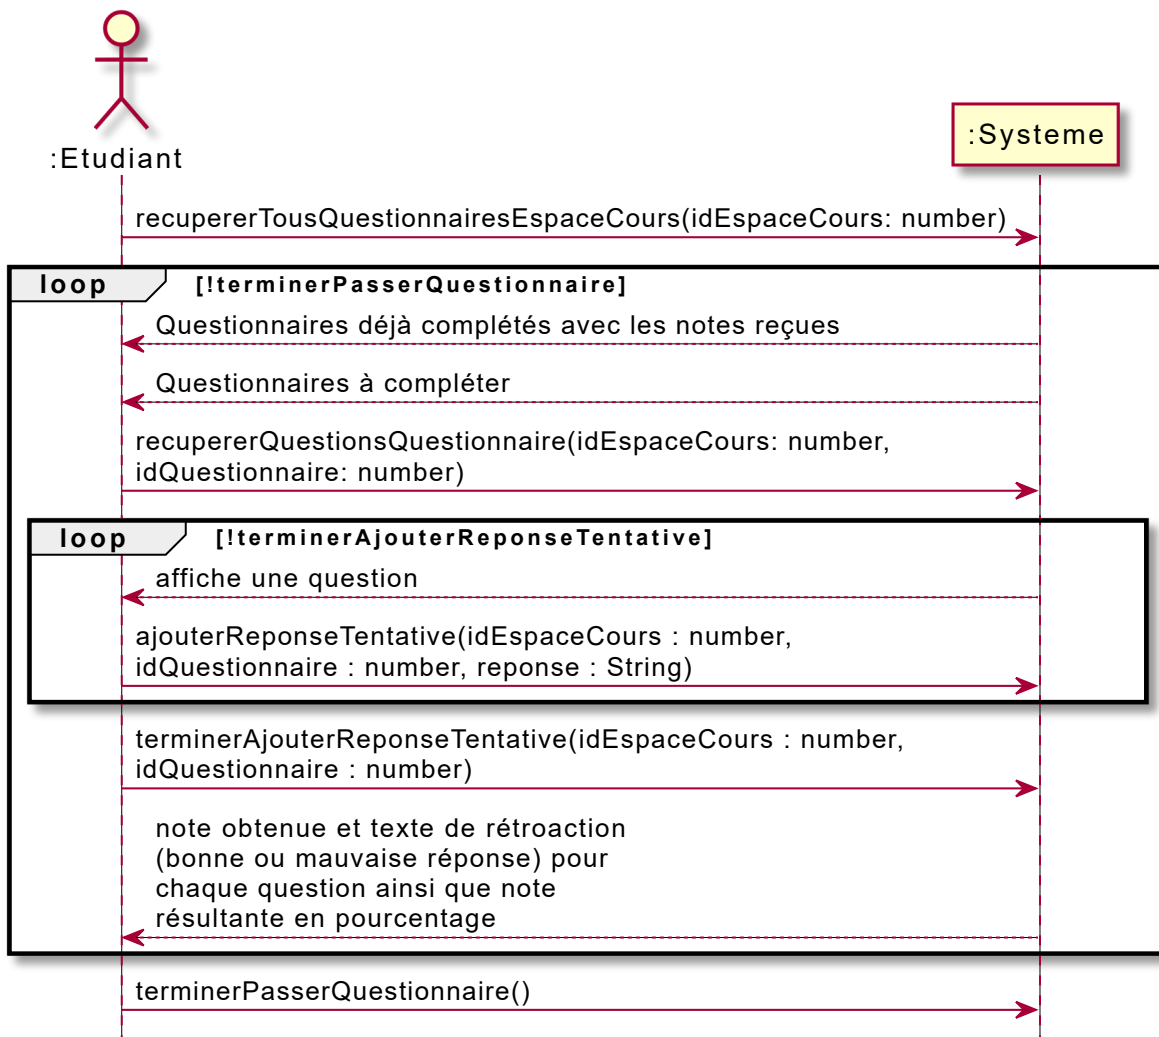 :Etudiant
:Systeme
recupererTousQuestionnairesEspaceCours(idEspaceCours: number)
loop [!terminerPasserQuestionnaire]
Questionnaires déjà complétés avec les notes reçues
Questionnaires à compléter
recupererQuestionsQuestionnaire(idEspaceCours: number,
idQuestionnaire: number)
loop [!terminerAjouterReponseTentative]
affiche une question
ajouterReponseTentative(idEspaceCours : number,
idQuestionnaire : number, reponse : String)
terminerAjouterReponseTentative(idEspaceCours : number,
idQuestionnaire : number)
note obtenue et texte de rétroaction
(bonne ou mauvaise réponse) pour
chaque question ainsi que note
résultante en pourcentage
terminerPasserQuestionnaire()